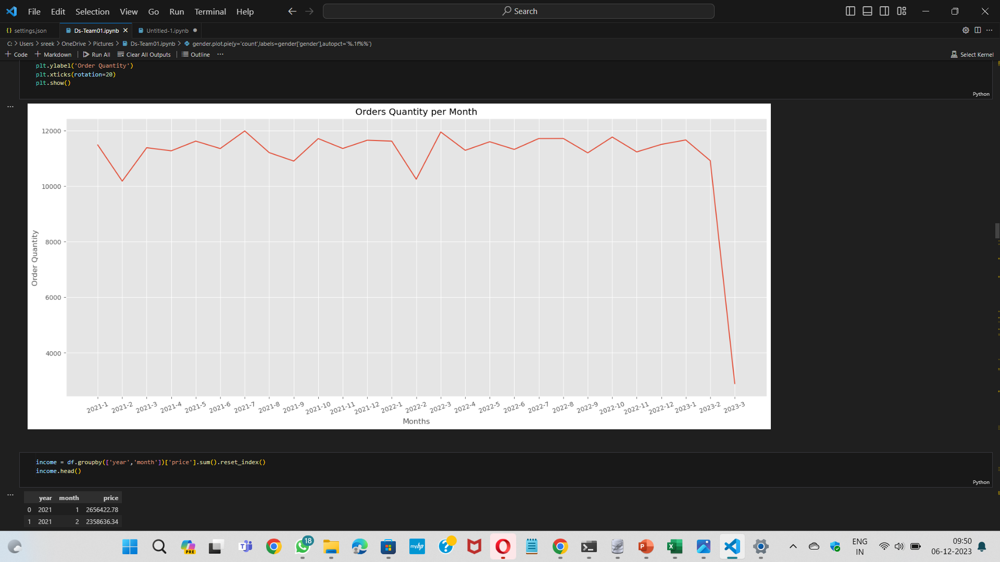 File Edit Selection View Go Run Terminal Help Search
settings.json Ds-Team01.ipynb Untitled-1.ipynb
C: > Users > sreek > OneDrive > Pictures > Ds-Team01.ipynb > gender.plot.pie(y='count',labels=gender['gender'],autopct='%.1f%%')
Code Markdown Run All Clear All Outputs Outline ... Select Kernel
plt.ylabel('Order Quantity')
plt.xticks(rotation=20)
plt.show()
Python
Orders Quantity per Month
12000
10000
8000
6000
4000
Order Quantity
2021-1 2021-2 2021-3 2021-4 2021-5 2021-6 2021-7 2021-8 2021-9 2021-10 2021-11 2021-12 2022-1 2022-2 2022-3 2022-4 2022-5 2022-6 2022-7 2022-8 2022-9 2022-10 2022-11 2022-12 2023-1 2023-2 2023-3
Months
income = df.groupby(['year','month'])['price'].sum().reset_index()
income.head()
Python
year month price
0 2021 1 2656422.78
1 2021 2 2358636.34
PRE
18
myhp
ENG
IN
09:50
06-12-2023